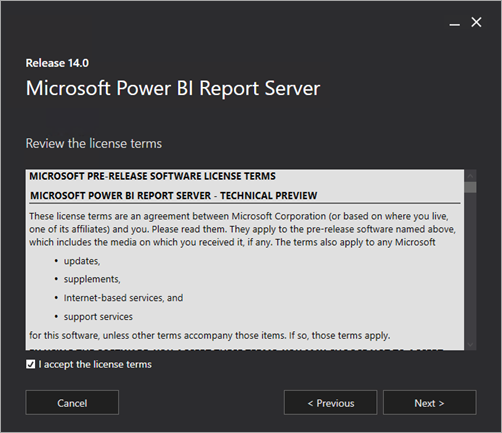 Release 14.0
Microsoft Power BI Report Server
Review the license terms
MICROSOFT PRE-RELEASE SOFTWARE LICENSE TERMS
MICROSOFT POWER BI REPORT SERVER - TECHNICAL PREVIEW
These license terms are an agreement between Microsoft Corporation (or based on where you live,
one of its affiliates) and you. Please read them. They apply to the pre-release software named above,
which includes the media on which you received it, if any. The terms also apply to any Microsoft
• updates,
• supplements,
• Internet-based services, and
• support services
for this software, unless other terms accompany those items. If so, those terms apply.
I accept the license terms
Cancel
< Previous
Next >